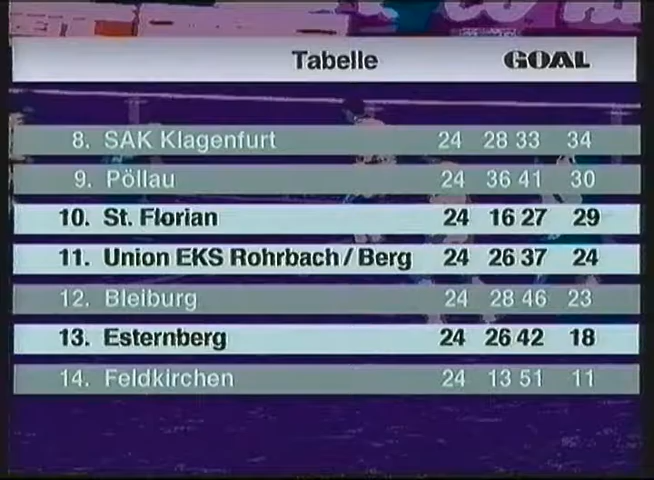 Tabelle GOAL
8. SAK Klagenfurt 24 28 33 34
9. Pöllau 24 36 41 30
10. St. Florian 24 16 27 29
11. Union EKS Rohrbach / Berg 24 26 37 24
12. Bleiburg 24 28 46 23
13. Esternberg 24 26 42 18
14. Feldkirchen 24 13 51 11